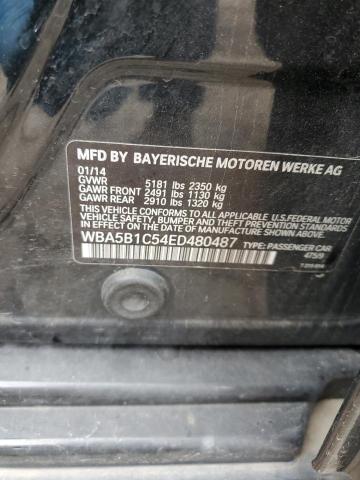 MFD BY BAYERISCHE MOTOREN WERKE AG
01/14
GVWR 5181 lbs 2350 kg
GAWR FRONT 2491 lbs 1130 kg
GAWR REAR 2910 lbs 1320 kg
THIS VEHICLE CONFORMS TO ALL APPLICABLE U.S.FEDERAL MOTOR
VEHICLE SAFETY, BUMPER, AND THEFT PREVENTION STANDARDS
IN EFFECT ON THE DATE OF MANUFACTURE SHOWN ABOVE.
WBA5B1C54ED480487 TYPE: PASSENGER CAR
475/9